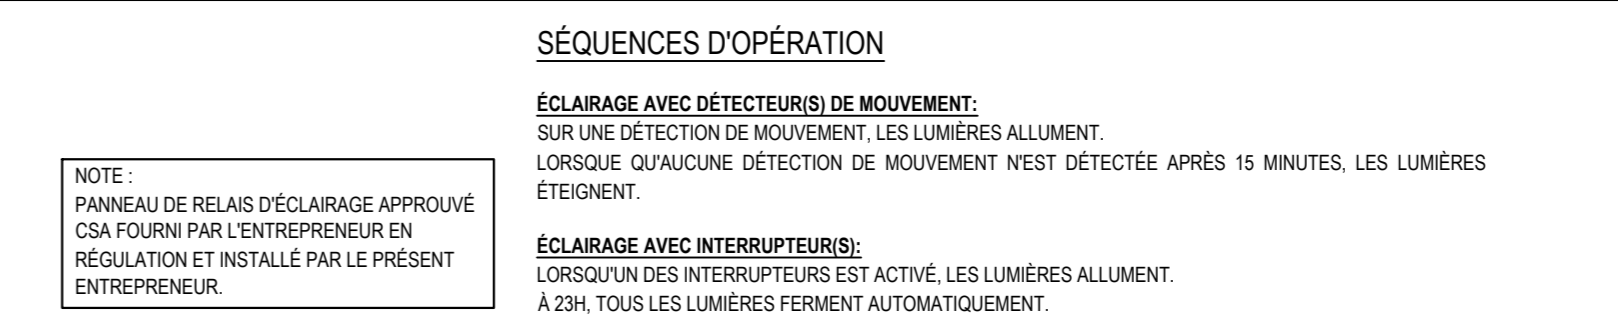 SÉQUENCES D'OPÉRATION
ÉCLAIRAGE AVEC DÉTECTEUR(S) DE MOUVEMENT:
SUR UNE DÉTECTION DE MOUVEMENT, LES LUMIÈRES ALLUMENT.
LORSQUE QU'AUCUNE DÉTECTION DE MOUVEMENT N'EST DÉTECTÉE APRÈS 15 MINUTES, LES LUMIÈRES
ÉTEIGNENT.
ÉCLAIRAGE AVEC INTERRUPTEUR(S):
LORSQU'UN DES INTERRUPTEURS EST ACTIVÉ, LES LUMIÈRES ALLUMENT.
À 23H, TOUS LES LUMIÈRES FERMENT AUTOMATIQUEMENT.
NOTE :
PANNEAU DE RELAIS D'ÉCLAIRAGE APPROUVÉ
CSA FOURNI PAR L'ENTREPRENEUR EN
RÉGULATION ET INSTALLÉ PAR LE PRÉSENT
ENTREPRENEUR.